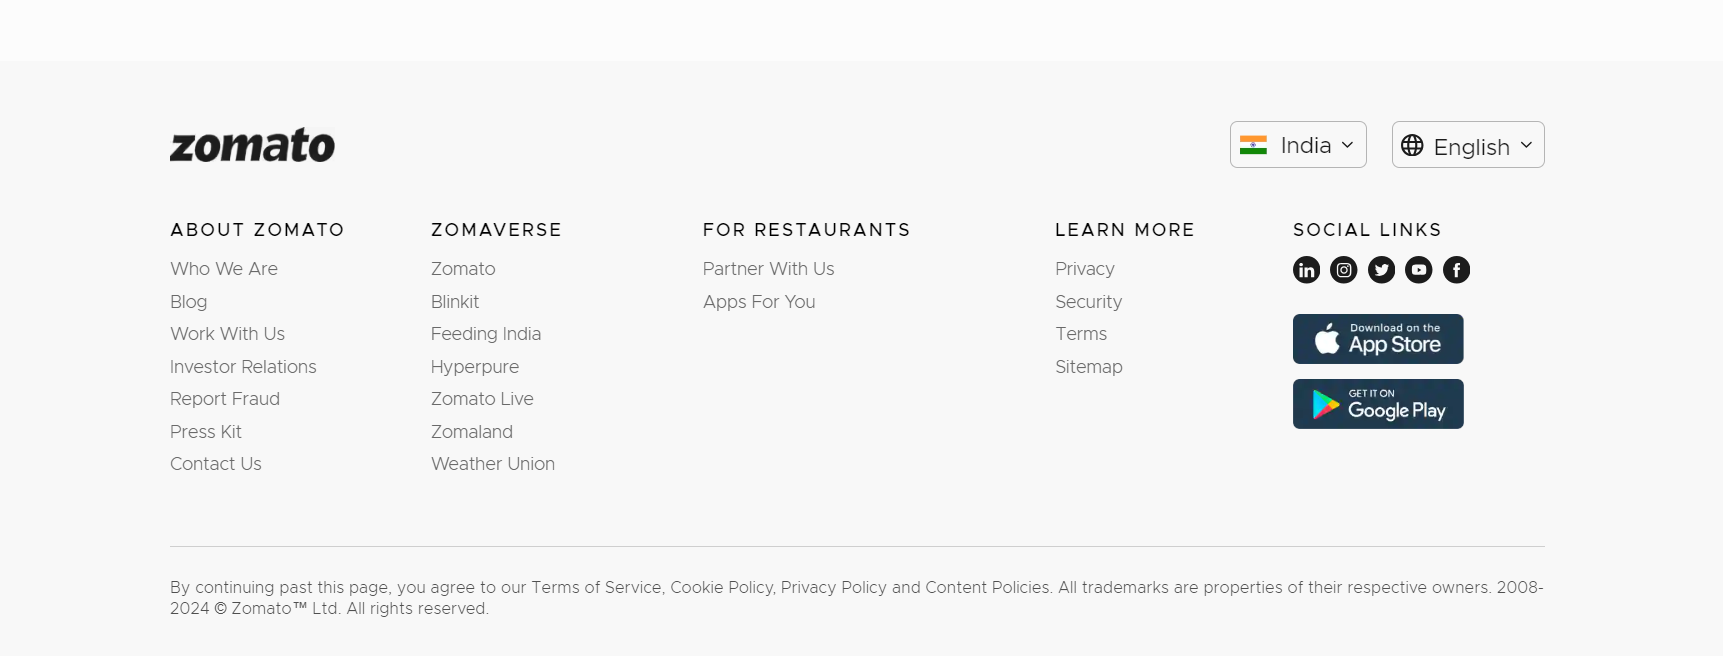 zomato
India
English
ABOUT ZOMATO
Who We Are
Blog
Work With Us
Investor Relations
Report Fraud
Press Kit
Contact Us
ZOMAVERSE
Zomato
Blinkit
Feeding India
Hyperpure
Zomato Live
Zomaland
Weather Union
FOR RESTAURANTS
Partner With Us
Apps For You
LEARN MORE
Privacy
Security
Terms
Sitemap
SOCIAL LINKS
Download on the
App Store
GET IT ON
Google Play
By continuing past this page, you agree to our Terms of Service, Cookie Policy, Privacy Policy and Content Policies. All trademarks are properties of their respective owners. 2008-
2024 © Zomato™ Ltd. All rights reserved.